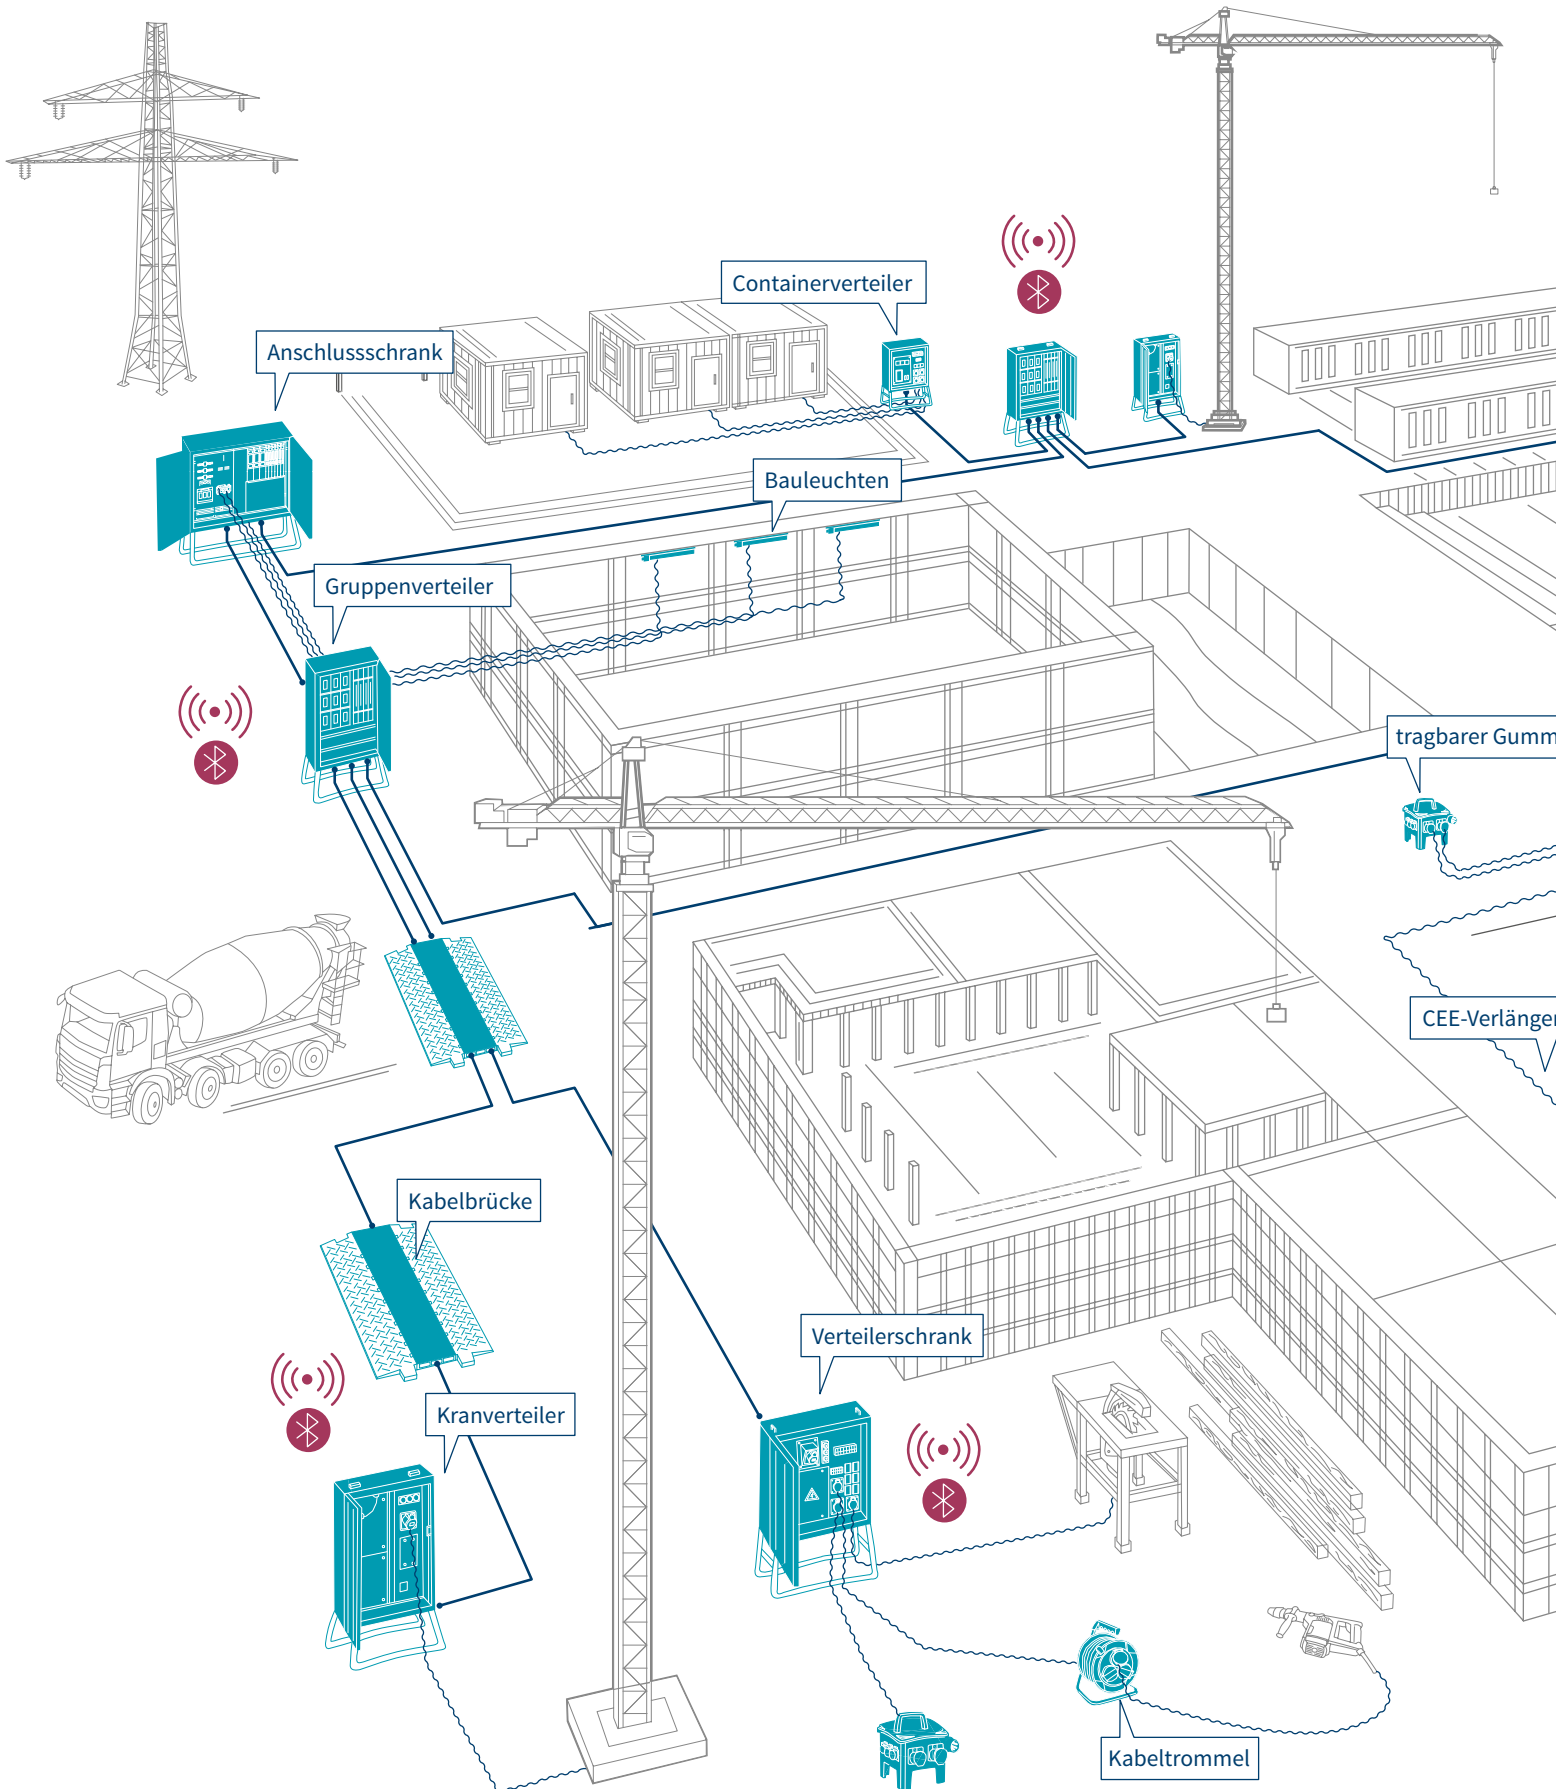 Containerverteiler
Anschlussschrank
Bauleuchten
Gruppenverteiler
tragbarer Gumm
CEE-Verlänger
Kabelbrücke
Verteilerschrank
Kranverteiler
Kabeltrommel